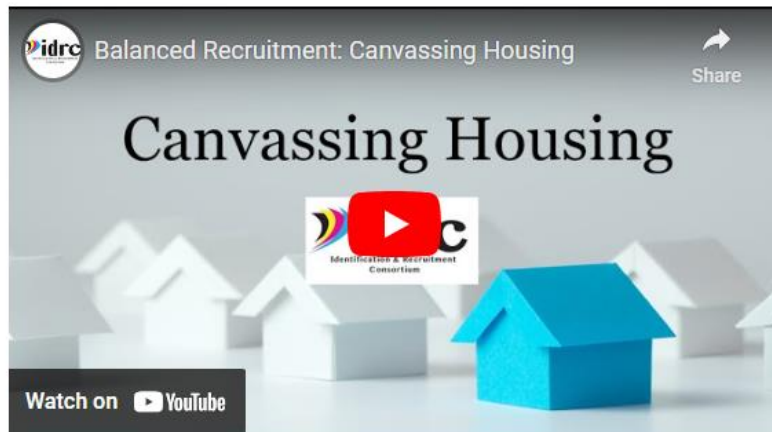 idrc
Balanced Recruitment: Canvassing Housing
Share
Canvassing Housing
Identification & Recruitment
Consortium
Watch on YouTube